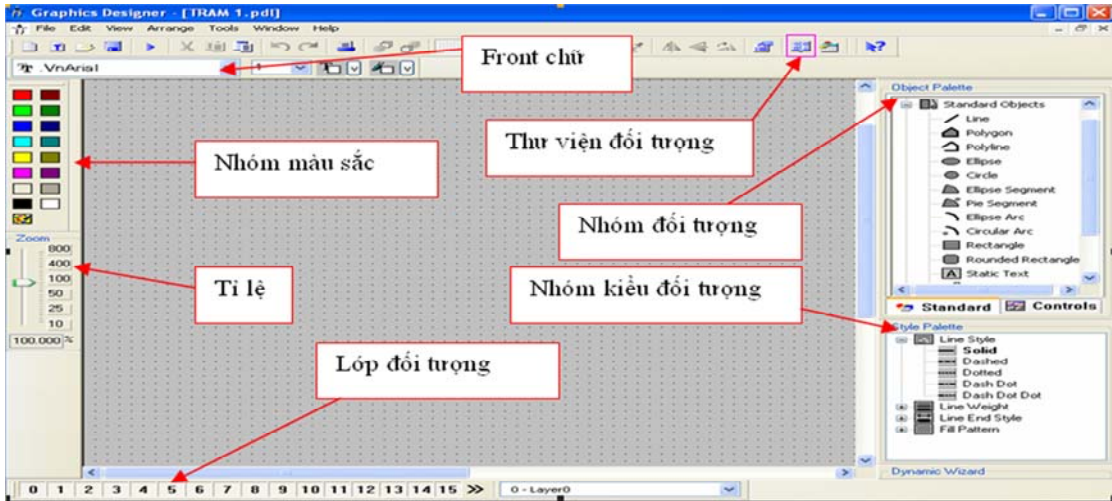 Graphics Designer - [TRAM 1.pdl]
File Edit View Arrange Tools Window Help
.VnArial
1
Front chữ
Thư viện đối tượng
Nhóm màu sắc
Nhóm đối tượng
Tỉ lệ
Nhóm kiểu đối tượng
Lóp đối tượng
Zoom
800
400
100
50
25
10
100.000 %
Object Palette
Standard Objects
Line
Polygon
Polyline
Ellipse
Circle
Ellipse Segment
Pie Segment
Ellipse Arc
Circular Arc
Rectangle
Rounded Rectangle
Static Text
Standard Controls
Style Palette
Line Style
Solid
Dashed
Dotted
Dash Dot
Dash Dot Dot
Line Weight
Line End Style
Fill Pattern
Dynamic Wizard
0 1 2 3 4 5 6 7 8 9 10 11 12 13 14 15 >> 0 - Layer0